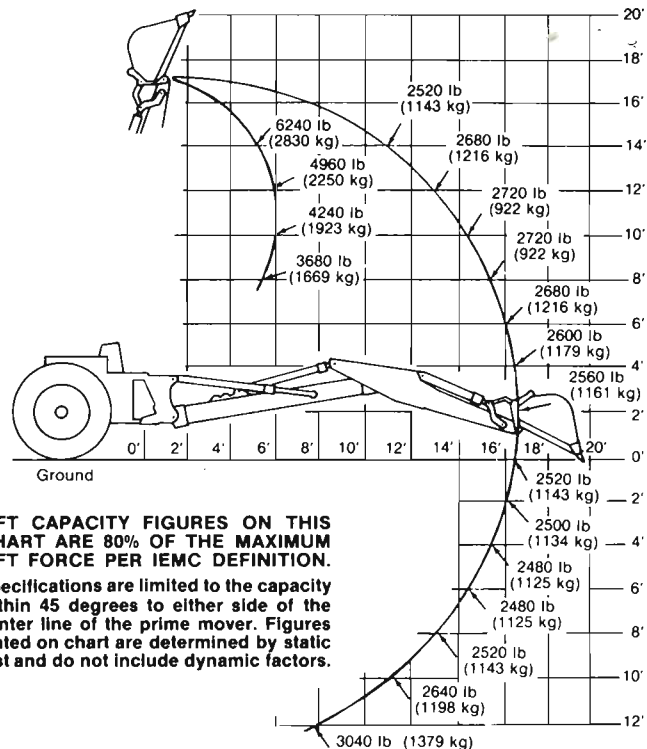 20'
18'
16'
14'
12'
10'
8'
6'
4'
2'
0'
2'
4'
6'
8'
10'
12'
6240 lb
(2830 kg)
4960 lb
(2250 kg)
4240 lb
(1923 kg)
3680 lb
(1669 kg)
2520 lb
(1143 kg)
2680 lb
(1216 kg)
2720 lb
(922 kg)
2720 lb
(922 kg)
2680 lb
(1216 kg)
2600 lb
(1179 kg)
2560 lb
(1161 kg)
0' 2' 4' 6' 8' 10' 12' 14' 16' 18' 20'
Ground
2520 lb
(1143 kg)
2500 lb
(1134 kg)
2480 lb
(1125 kg)
2480 lb
(1125 kg)
2520 lb
(1143 kg)
2640 lb
(1198 kg)
3040 lb (1379 kg)
FT CAPACITY FIGURES ON THIS
HART ARE 80% OF THE MAXIMUM
FT FORCE PER IEMC DEFINITION.
ecifications are limited to the capacity
thin 45 degrees to either side of the
nter line of the prime mover. Figures
ted on chart are determined by static
st and do not include dynamic factors.